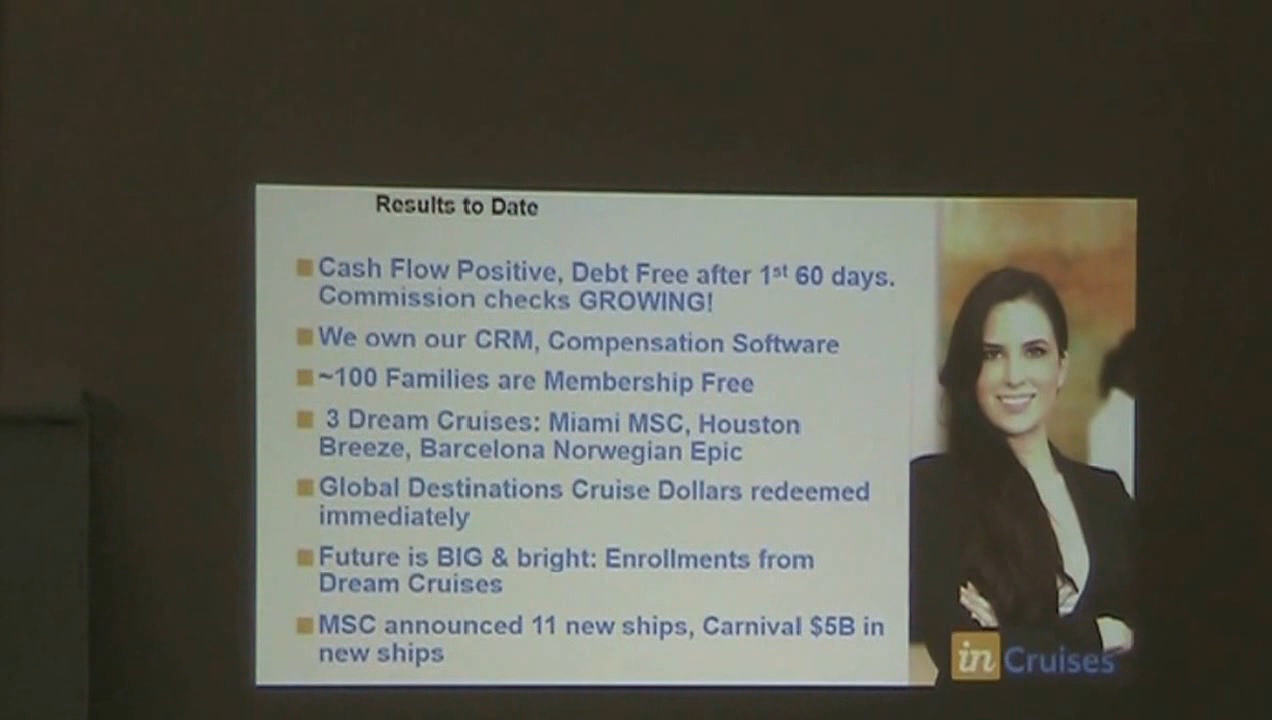 Results to Date
Cash Flow Positive, Debt Free after 1st 60 days.
Commission checks GROWING!
We own our CRM, Compensation Software
~100 Families are Membership Free
3 Dream Cruises: Miami MSC, Houston
Breeze, Barcelona Norwegian Epic
Global Destinations Cruise Dollars redeemed
immediately
Future is BIG & bright: Enrollments from
Dream Cruises
MSC announced 11 new ships, Carnival $5B in
new ships
in Cruises